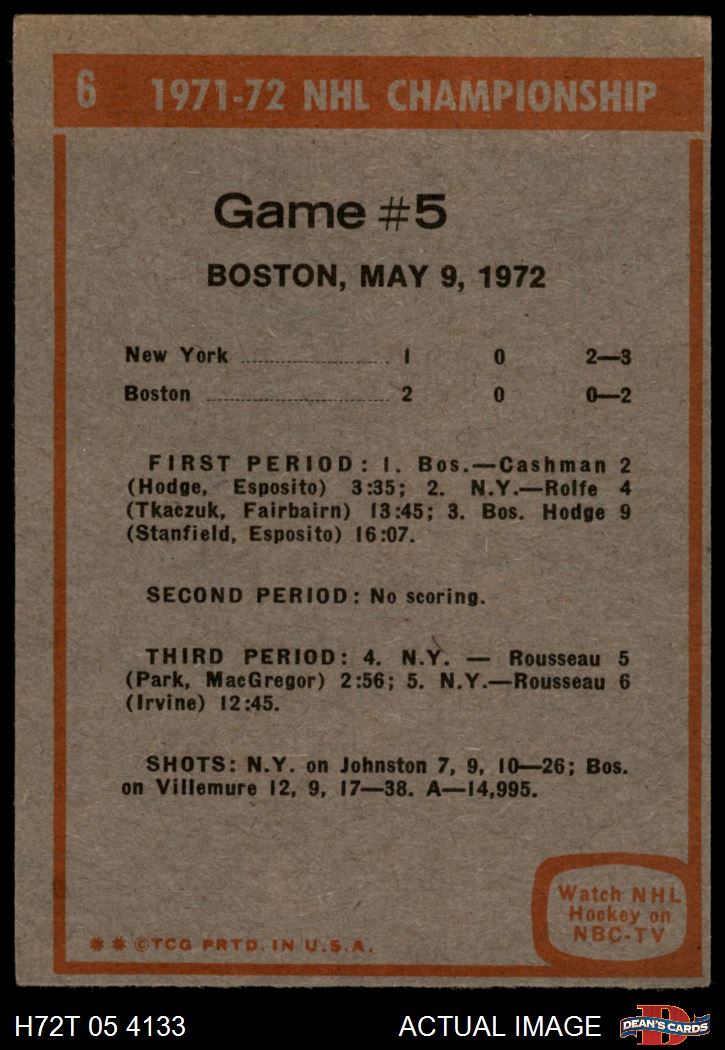 6 1971-72 NHL CHAMPIONSHIP
Game #5
BOSTON, MAY 9, 1972
New York 1 0 2—3
Boston 2 0 0—2
FIRST PERIOD: 1. Bos.—Cashman 2
(Hodge, Esposito) 3:35; 2. N.Y.—Rolfe 4
(Tkaczuk, Fairbairn) 13:45; 3. Bos. Hodge 9
(Stanfield, Esposito) 16:07.
SECOND PERIOD: No scoring.
THIRD PERIOD: 4. N.Y. — Rousseau 5
(Park, MacGregor) 2:56; 5. N.Y.—Rousseau 6
(Irvine) 12:45.
SHOTS: N.Y. on Johnston 7, 9, 10—26; Bos.
on Villemure 12, 9, 17—38. A—14,995.
Watch NHL
Hockey on
NBC-TV
* * ©TCG PRTD. IN U.S.A.
H72T 05 4133 ACTUAL IMAGE D DEAN'S CARDS